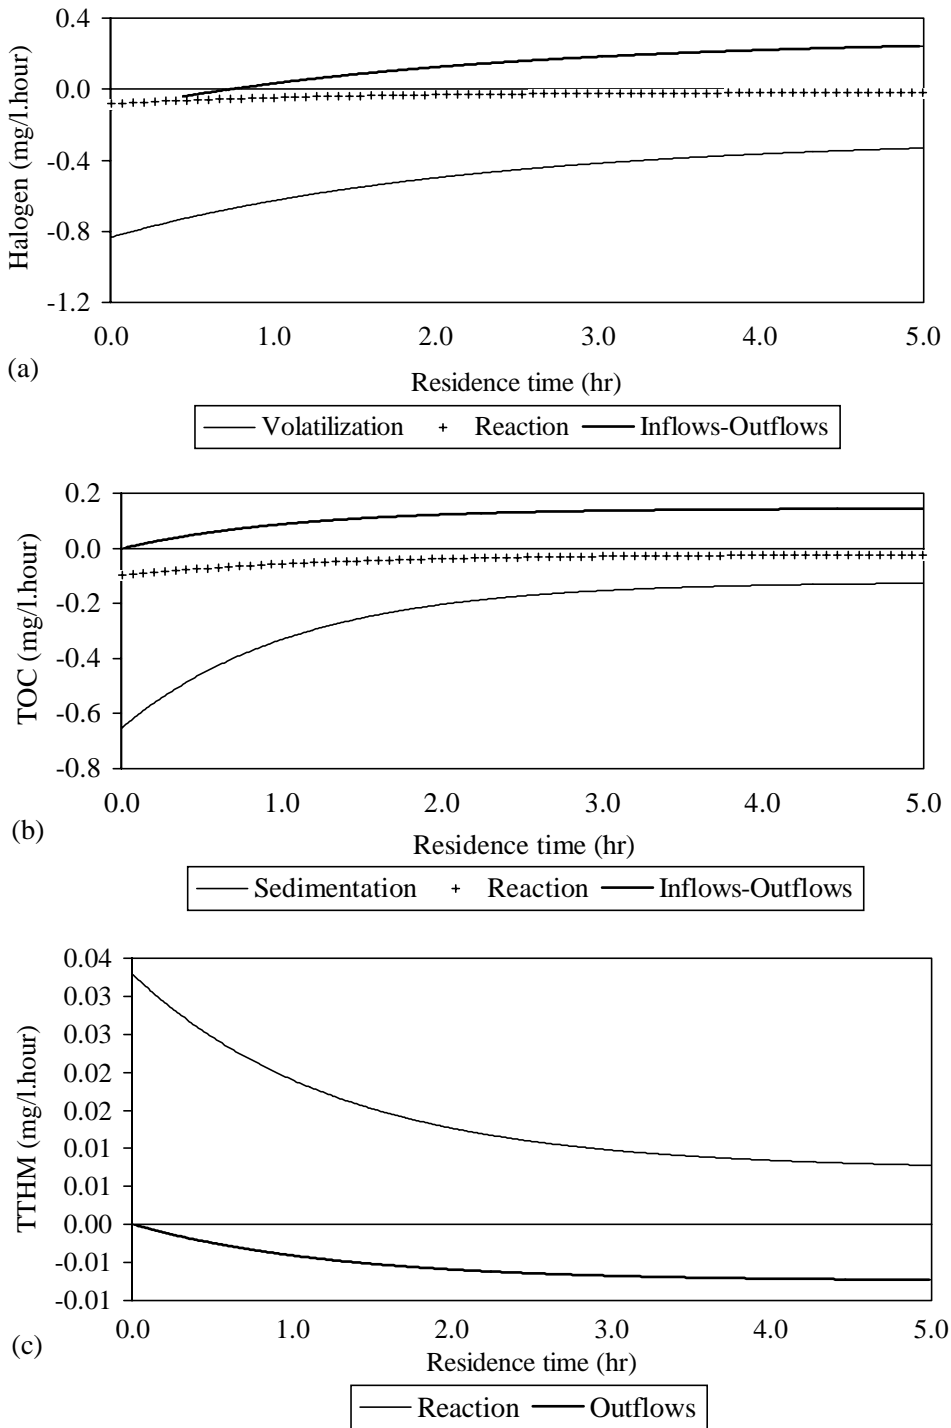 0.4
0.0
-0.4
-0.8
-1.2
Halogen (mg/l.hour)
0.0 1.0 2.0 3.0 4.0 5.0
(a)
Residence time (hr)
Volatilization + Reaction Inflows-Outflows
0.2
0.0
-0.2
-0.4
-0.6
-0.8
TOC (mg/l.hour)
0.0 1.0 2.0 3.0 4.0 5.0
(b)
Residence time (hr)
Sedimentation + Reaction Inflows-Outflows
0.04
0.03
0.03
0.02
0.02
0.01
0.01
0.00
-0.01
-0.01
TTHM (mg/l.hour)
0.0 1.0 2.0 3.0 4.0 5.0
(c)
Residence time (hr)
Reaction Outflows